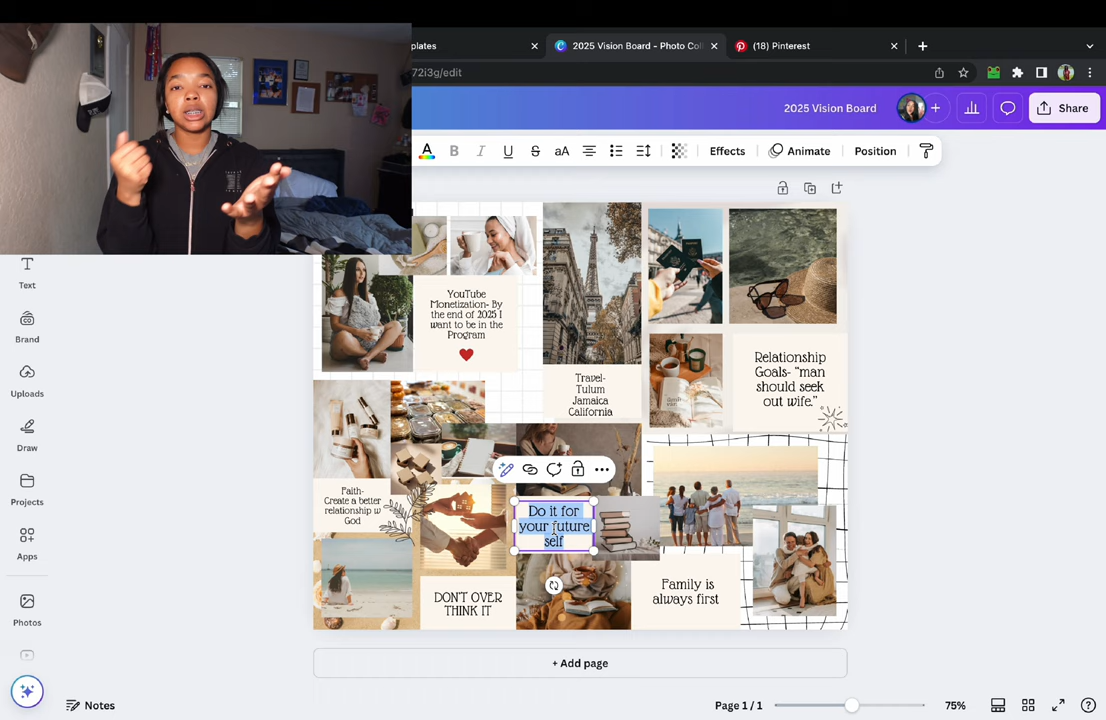 plates
2025 Vision Board - Photo Col
(18) Pinterest
72i3g/edit
2025 Vision Board
Share
A
B
I
U
S
aA
Effects
Animate
Position
Text
Brand
Uploads
Draw
Projects
Apps
Photos
YouTube
Monetization- By
the end of 2025 I
want to be in the
Program
Travel-
Tulum
Jamaica
California
Relationship
Goals- “man
should seek
out wife.”
Faith-
Create a better
relationship w
God
Do it for
your future
self
DON'T OVER
THINK IT
Family is
always first
+ Add page
Notes
Page 1 / 1
75%